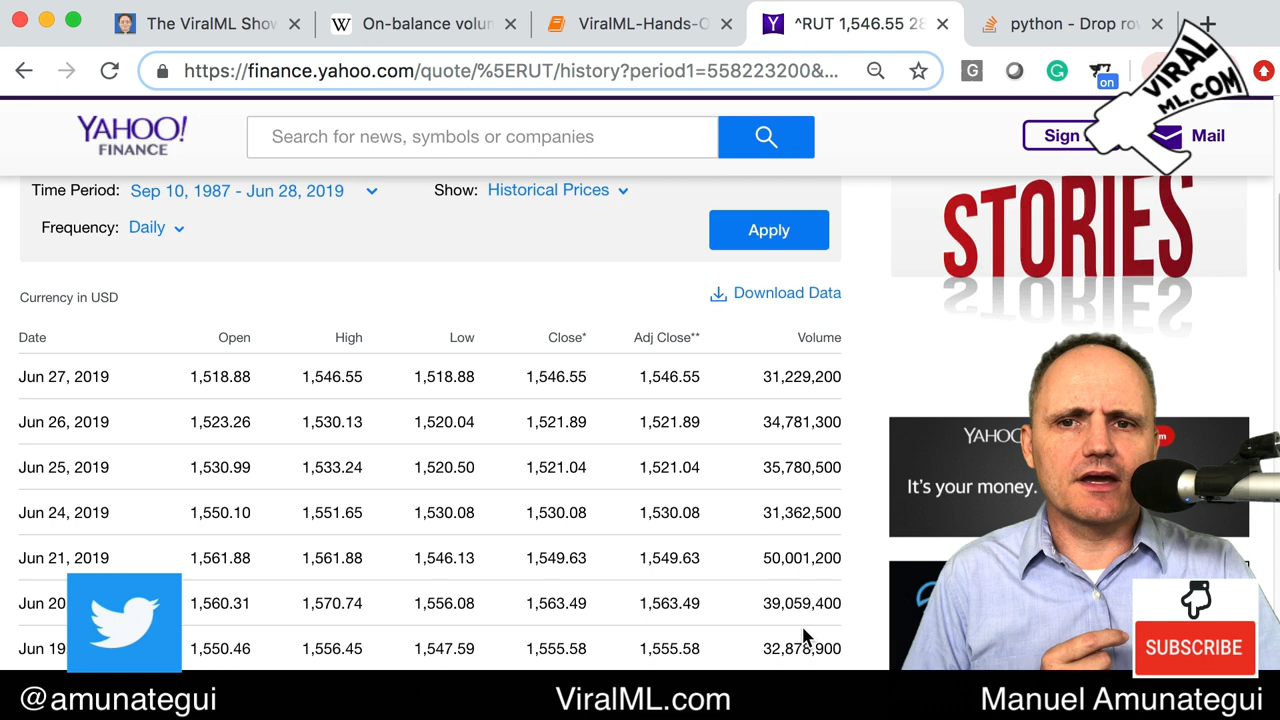 The ViralML Show
On-balance volu
ViralML-Hands-O
^RUT 1,546.55 28
python - Drop ro
https://finance.yahoo.com/quote/%5ERUT/history?period1=558223200&...
G
G
on
VIRAL
ML.COM
YAHOO!
FINANCE
Search for news, symbols or companies
Sign
Mail
Time Period: Sep 10, 1987 - Jun 28, 2019
Show: Historical Prices
Frequency: Daily
Apply
STORIES
Currency in USD
Download Data
Date Open High Low Close* Adj Close** Volume
Jun 27, 2019 1,518.88 1,546.55 1,518.88 1,546.55 1,546.55 31,229,200
Jun 26, 2019 1,523.26 1,530.13 1,520.04 1,521.89 1,521.89 34,781,300
Jun 25, 2019 1,530.99 1,533.24 1,520.50 1,521.04 1,521.04 35,780,500
Jun 24, 2019 1,550.10 1,551.65 1,530.08 1,530.08 1,530.08 31,362,500
Jun 21, 2019 1,561.88 1,561.88 1,546.13 1,549.63 1,549.63 50,001,200
Jun 20 1,560.31 1,570.74 1,556.08 1,563.49 1,563.49 39,059,400
Jun 19 1,550.46 1,556.45 1,547.59 1,555.58 1,555.58 32,878,900
YAHOO
It's your money.
SUBSCRIBE
@amunategui
ViralML.com
Manuel Amunategui